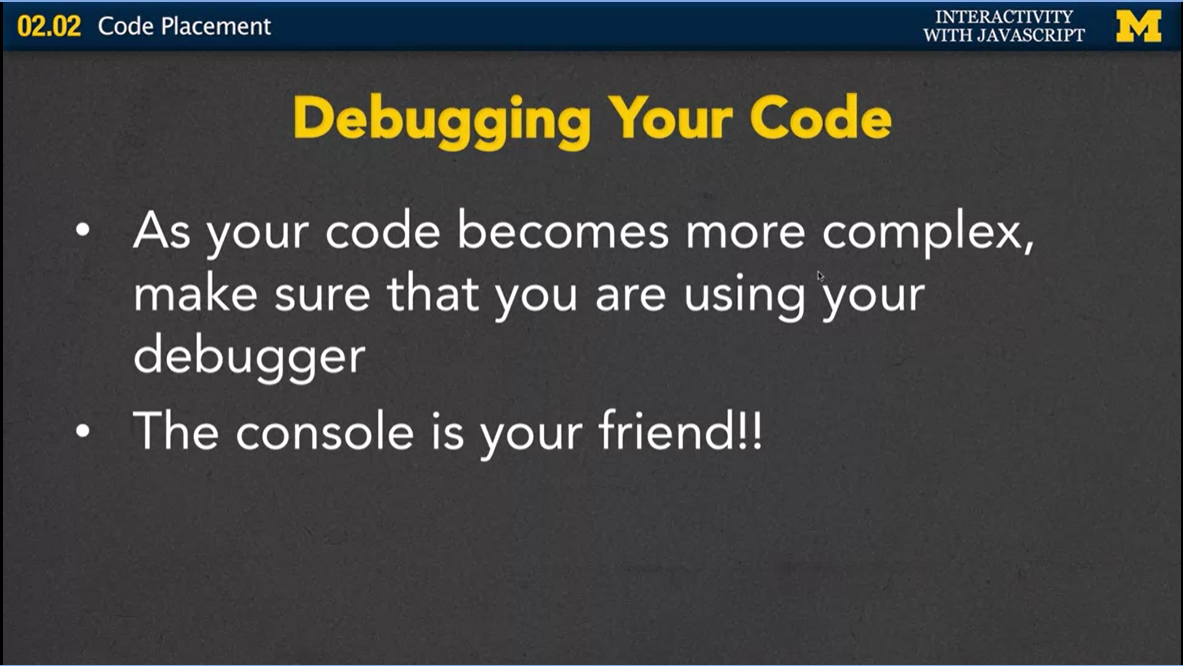 02.02 Code Placement
INTERACTIVITY
WITH JAVASCRIPT
M
Debugging Your Code
• As your code becomes more complex,
make sure that you are using your
debugger
• The console is your friend!!